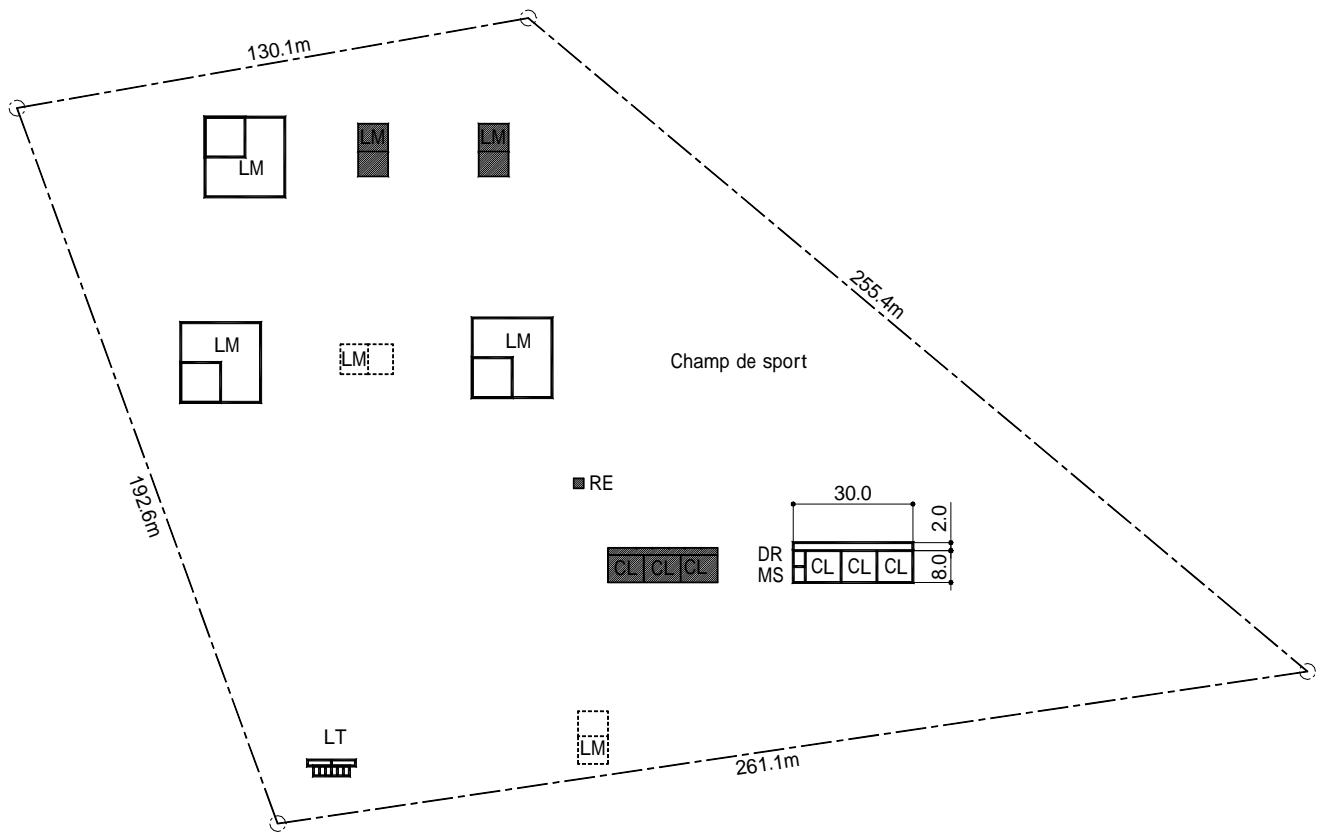 130.1m
LM
LM
LM
255.4m
LM
LM
LM
Champ de sport
192.6m
RE
30.0
2.0
DR
MS
CL CL CL
CL CL CL
8.0
LT
LM
261.1m